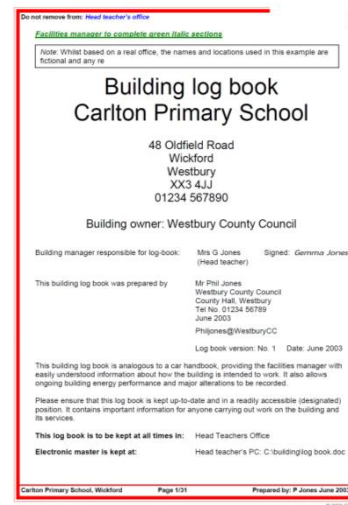 Do not remove from: Head teacher's office
Facilities manager to complete green italic sections
Note: Whilst based on a real office, the names and locations used in this example are
fictional and any re
Building log book
Carlton Primary School
48 Oldfield Road
Wickford
Westbury
XX3 4JJ
01234 567890
Building owner: Westbury County Council
Building manager responsible for log-book: Mrs G Jones Signed: Gemma Jones
(Head teacher)
This building log book was prepared by Mr Phil Jones
Westbury County Council
County Hall, Westbury
Tel No. 01234 56789
June 2003
Philjones@WestburyCC
Log book version: No. 1 Date: June 2003
This building log book is analogous to a car handbook, providing the facilities manager with
easily understood information about how the building is intended to work. It also allows
ongoing building energy performance and major alterations to be recorded.
Please ensure that this log book is kept up-to-date and in a readily accessible (designated)
position. It contains important information for anyone carrying out work on the building and
its services.
This log book is to be kept at all times in: Head Teachers Office
Electronic master is kept at: Head teacher's PC: C:\building\log book.doc
Carlton Primary School, Wickford Page 1/31 Prepared by: P Jones June 2003